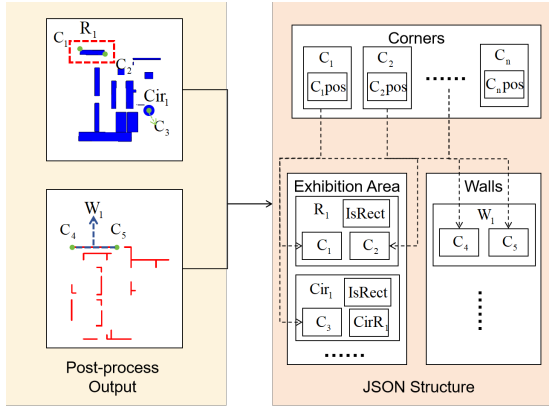 C1
R1
C2
Cir1
C3
W1
C4
C5
Post-process
Output
Corners
C1
C1pos
C2
C2pos
......
Cn
Cnpos
Exhibition Area
R1
IsRect
C1
C2
Cir1
IsRect
C3
CirR1
......
Walls
W1
C4
C5
......
JSON Structure